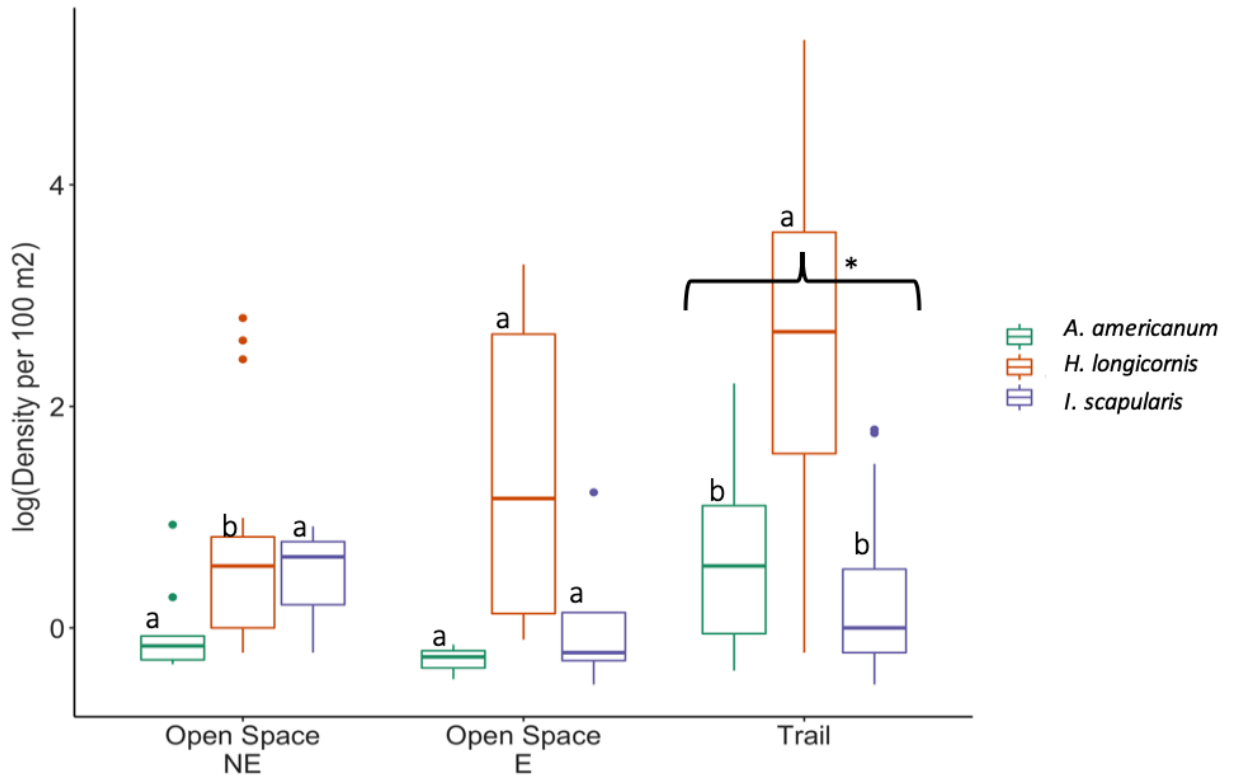 log(Density per 100 m2)
4
2
0
a
b
a
a
a
a
b
a
*
b
Open Space
NE
Open Space
E
Trail
A. americanum
H. longicornis
I. scapularis